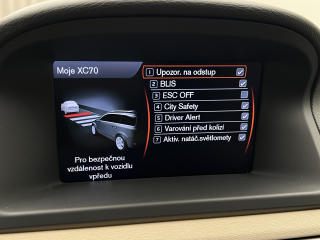 Moje XC70
1 Upozor. na odstup
2 BLIS
3 ESC OFF
4 City Safety
5 Driver Alert
6 Varování před kolizí
7 Aktiv. natáč.světlomety
Pro bezpečnou
vzdálenost k vozidlu
vpředu